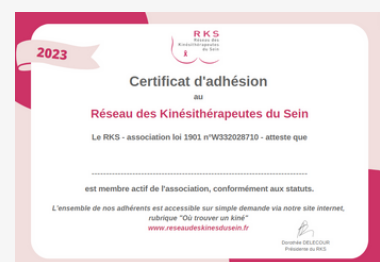 2023
RKS
Réseau des
Kinésithérapeutes
du Sein
Certificat d'adhésion
au
Réseau des Kinésithérapeutes du Sein
Le RKS - association loi 1901 n°W332028710 - atteste que
est membre actif de l'association, conformément aux statuts.
L'ensemble de nos adhérents est accessible sur simple demande via notre site internet,
rubrique "Où trouver un kiné"
www.reseaudeskinesdusein.fr
Dorothée DELECOUR
Présidente du RKS